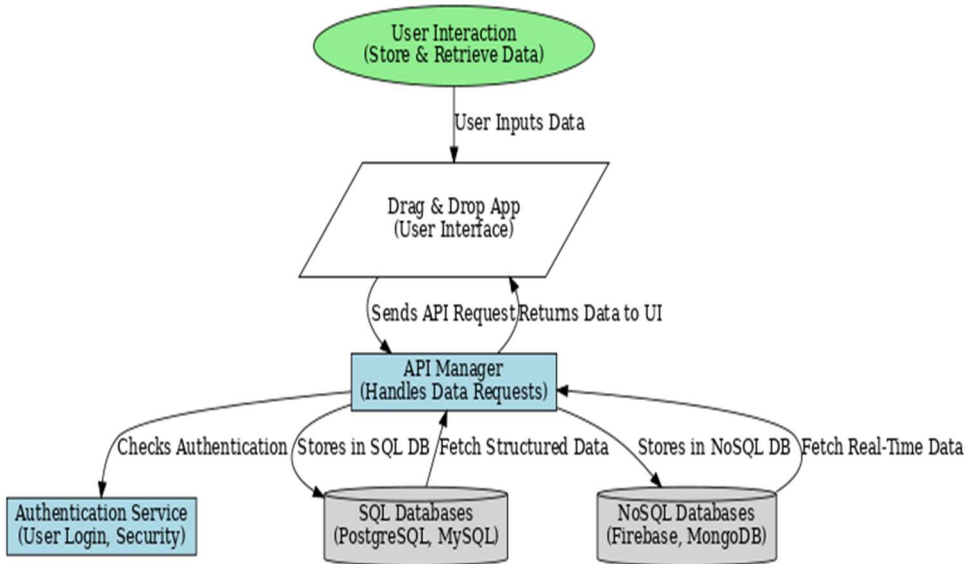 User Interaction
(Store & Retrieve Data)
User Inputs Data
Drag & Drop App
(User Interface)
Sends API Request
Returns Data to UI
API Manager
(Handles Data Requests)
Checks Authentication
Stores in SQL DB
Fetch Structured Data
Stores in NoSQL DB
Fetch Real-Time Data
Authentication Service
(User Login, Security)
SQL Databases
(PostgreSQL, MySQL)
NoSQL Databases
(Firebase, MongoDB)